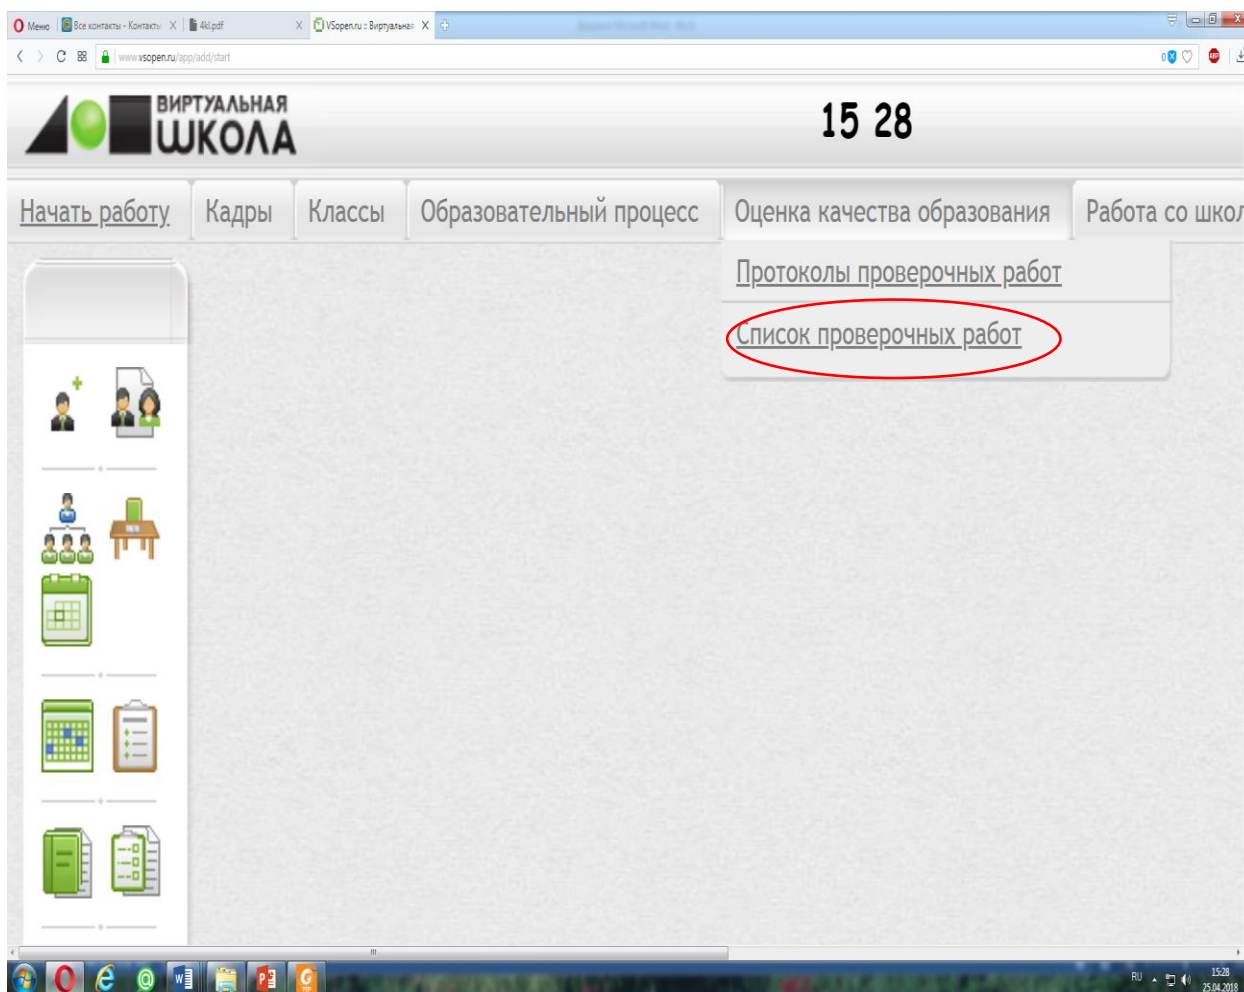 Меню
Все контакты - Контакты
4kl.pdf
VSopen.ru :: Виртуальная
www.vsopen.ru/app/add/start
0
ABP
ВИРТУАЛЬНАЯ
ШКОЛА
15 28
Начать работу
Кадры
Классы
Образовательный процесс
Оценка качества образования
Работа со школ
Протоколы проверочных работ
Список проверочных работ
RU
15:28
25.04.2018